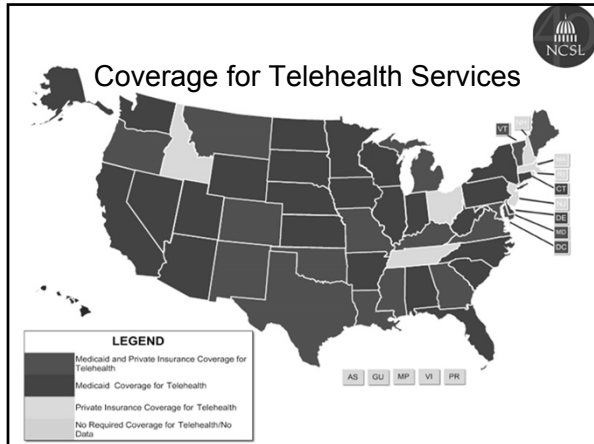 NCSL
Coverage for Telehealth Services
VT
NH
CT
DE
MD
DC
LEGEND
Medicaid and Private Insurance Coverage for
Telehealth
Medicaid Coverage for Telehealth
Private Insurance Coverage for Telehealth
No Required Coverage for Telehealth/No
Data
AS GU MP VI PR